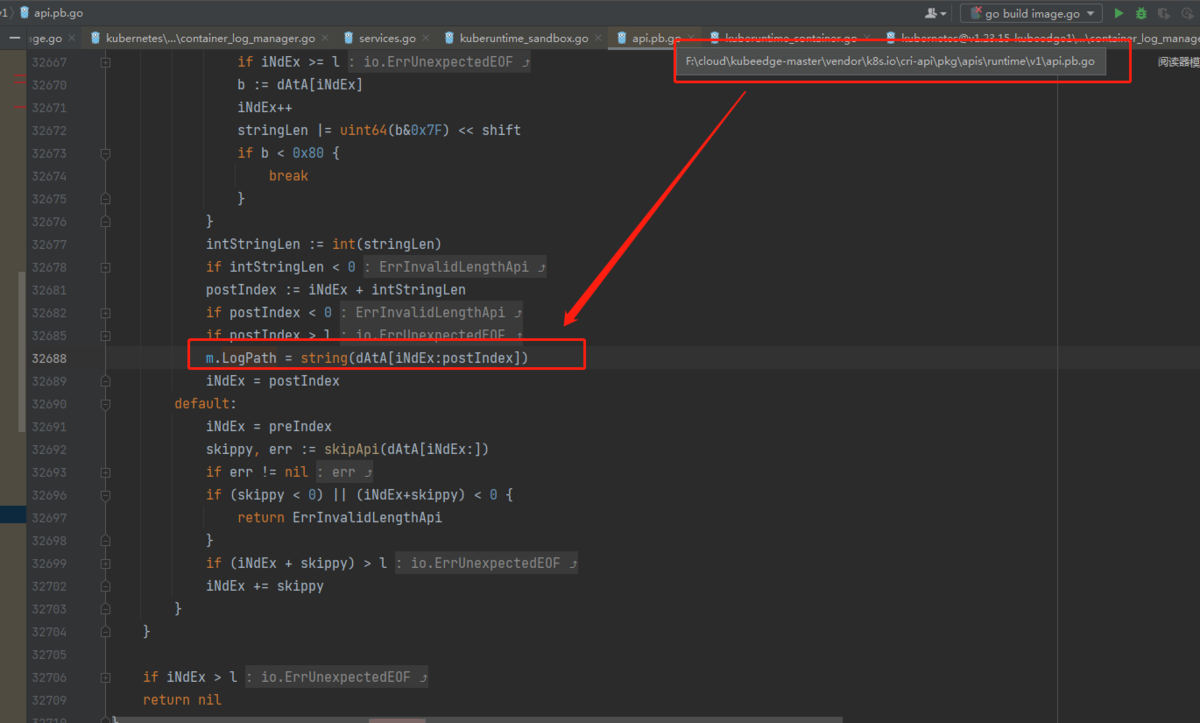 v1 〉 api.pb.go
go build image.go
ge.go
kubernetes\...\container_log_manager.go
services.go
kuberuntime_sandbox.go
api.pb.go
kuberuntime_container.go
kubernetes@v1.23.15-kubeedge1\...\container_log_manage
F:\cloud\kubeedge-master\vendor\k8s.io\cri-api\pkg\apis\runtime\v1\api.pb.go
阅读器模
32667 if iNdEx >= l : io.ErrUnexpectedEOF
32670 b := dAtA[iNdEx]
32671 iNdEx++
32672 stringLen |= uint64(b&0x7F) << shift
32673 if b < 0x80 {
32674 break
32675 }
32676 }
32677 intStringLen := int(stringLen)
32678 if intStringLen < 0 : ErrInvalidLengthApi
32681 postIndex := iNdEx + intStringLen
32682 if postIndex < 0 : ErrInvalidLengthApi
32685 if postIndex > l : io.ErrUnexpectedEOF
32688 m.LogPath = string(dAtA[iNdEx:postIndex])
32689 iNdEx = postIndex
32690 default:
32691 iNdEx = preIndex
32692 skippy, err := skipApi(dAtA[iNdEx:])
32693 if err != nil : err
32696 if (skippy < 0) || (iNdEx+skippy) < 0 {
32697 return ErrInvalidLengthApi
32698 }
32699 if (iNdEx + skippy) > l : io.ErrUnexpectedEOF
32702 iNdEx += skippy
32703 }
32704 }
32705
32706 if iNdEx > l : io.ErrUnexpectedEOF
32709 return nil
32710 }